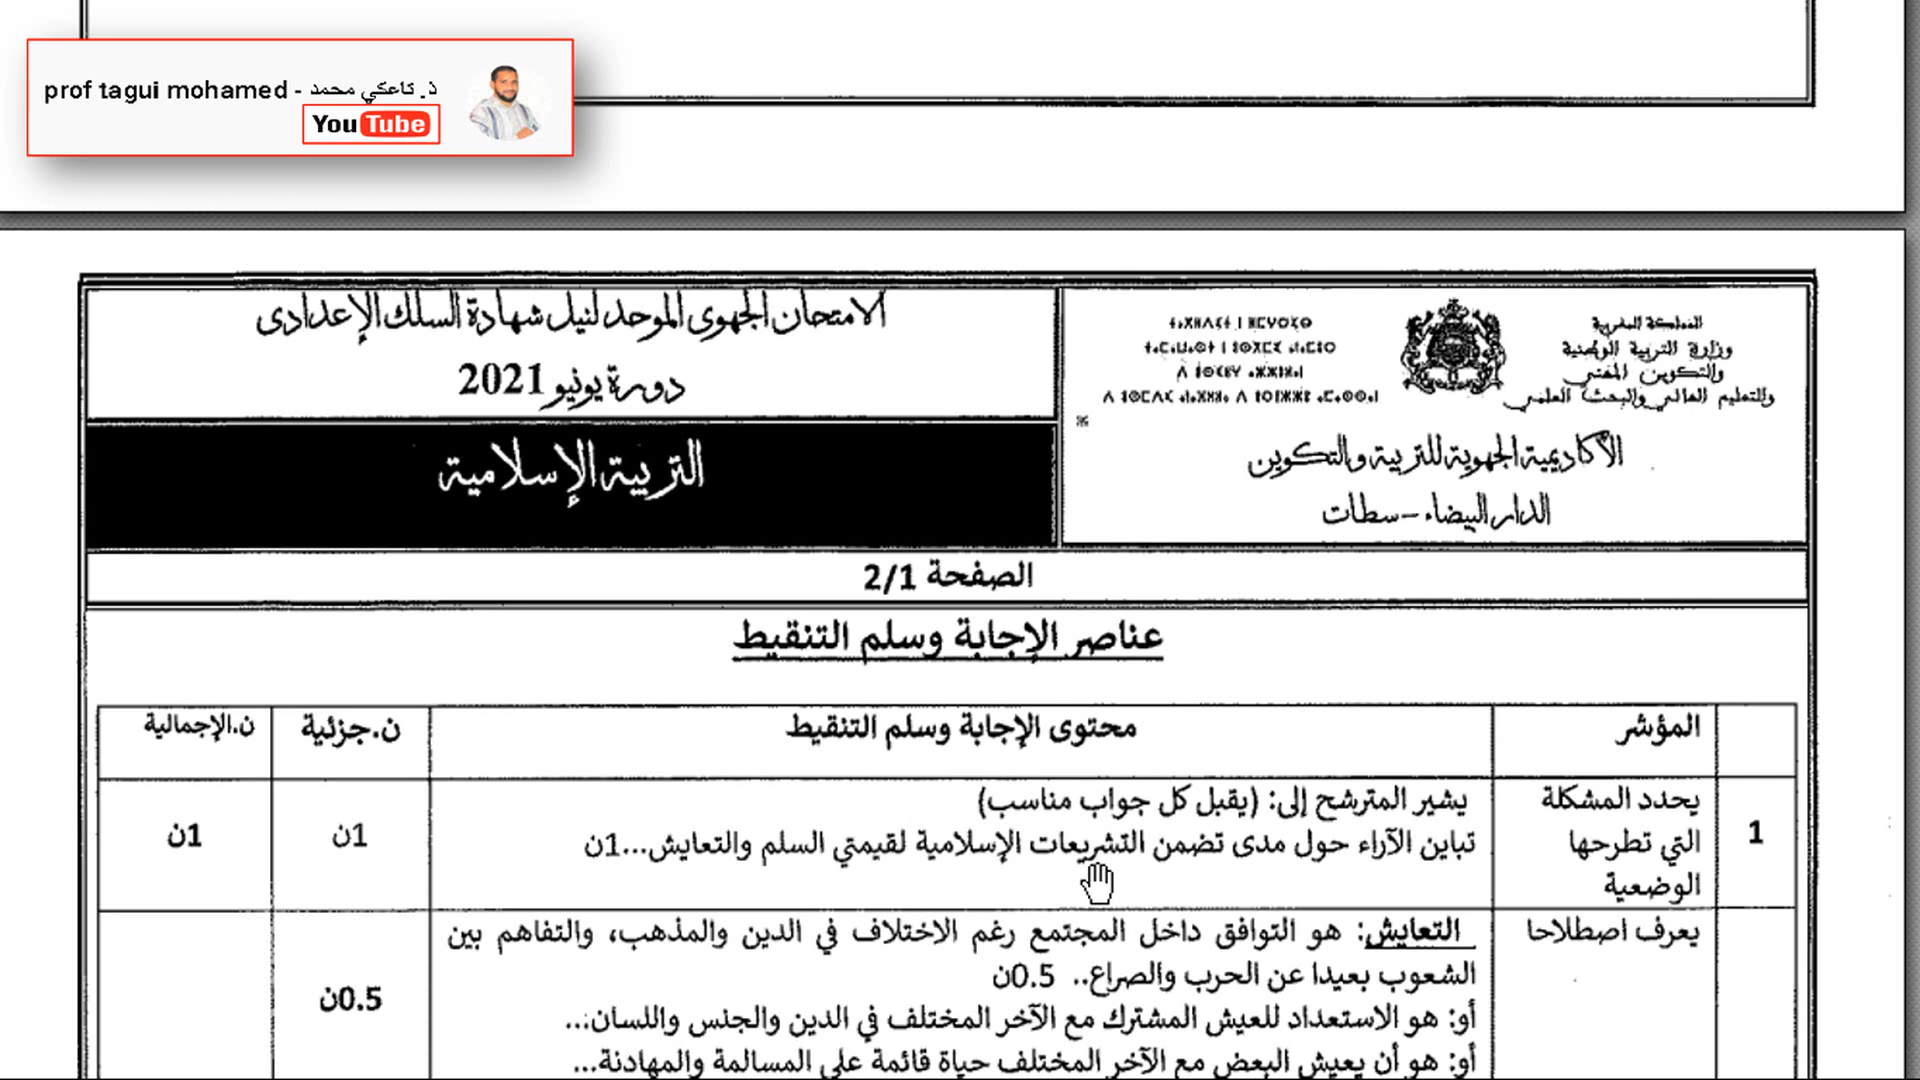 prof tagui mohamed - ذ. تاعكي محمد
YouTube
الامتحان الجهوي الموحد لنيل شهادة السلك الإعدادي
دورة يونيو 2021
التربية الإسلامية
المملكة المغربية
وزارة التربية الوطنية
والتكوين المهني
والتعليم العالي والبحث العلمي
الأكاديمية الجهوية للتربية والتكوين
الدار البيضاء - سطات
الصفحة 2/1
عناصر الإجابة وسلم التنقيط
المؤشر
محتوى الإجابة وسلم التنقيط
ن.جزئية
ن.الإجمالية
1
يحدد المشكلة
التي تطرحها
الوضعية
يشير المترشح إلى: (يقبل كل جواب مناسب)
تباين الآراء حول مدى تضمن التشريعات الإسلامية لقيمتي السلم والتعايش...1ن
1ن
1ن
يعرف اصطلاحا
التعايش: هو التوافق داخل المجتمع رغم الاختلاف في الدين والمذهب، والتفاهم بين
الشعوب بعيدا عن الحرب والصراع.. 0.5ن
أو: هو الاستعداد للعيش المشترك مع الآخر المختلف في الدين والجنس واللسان...
أو: هو أن يعيش البعض مع الآخر المختلف حياة قائمة على المسالمة والمهادنة...
0.5ن